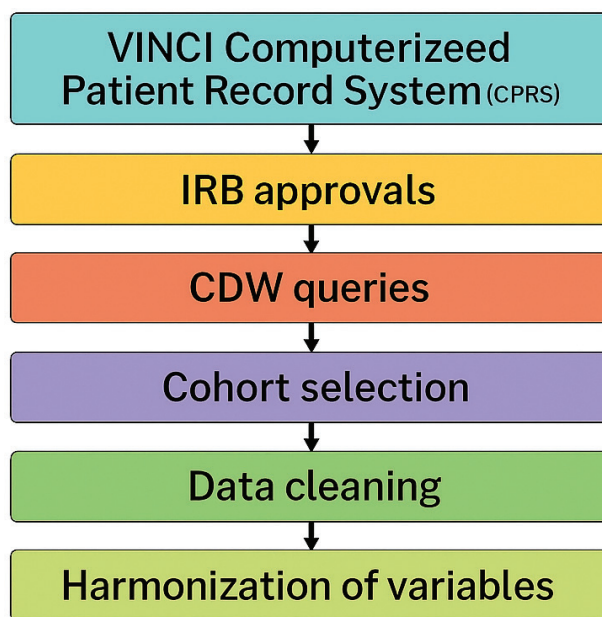 VINCI Computerizeed
Patient Record System (CPRS)
IRB approvals
CDW queries
Cohort selection
Data cleaning
Harmonization of variables